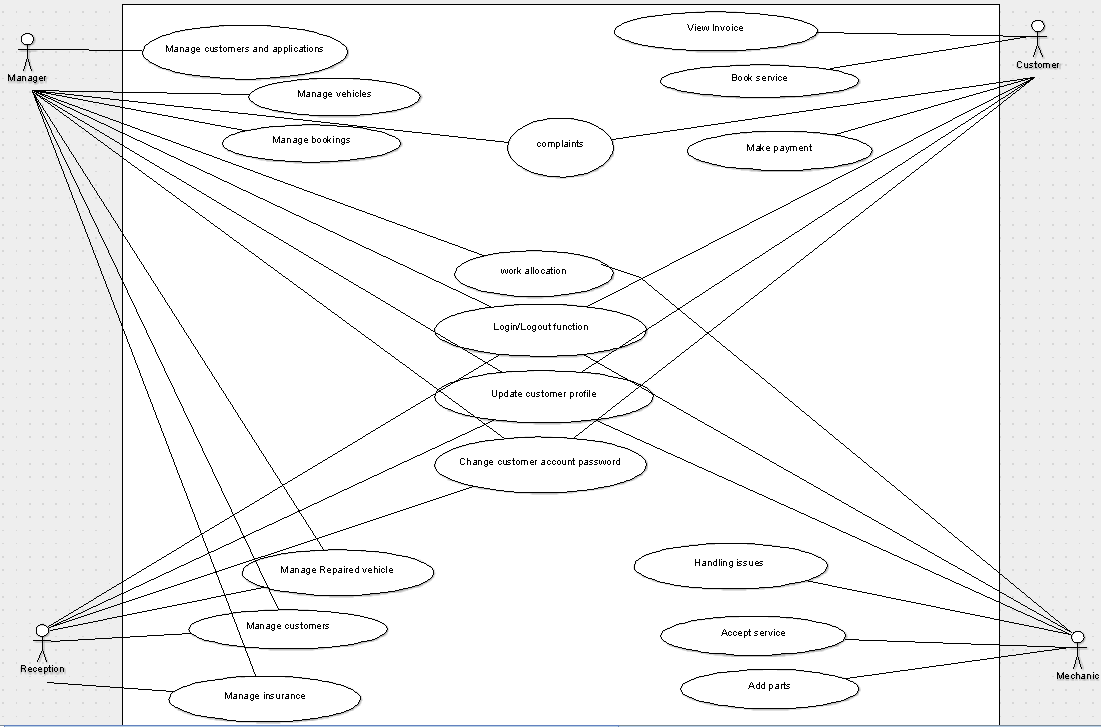 View Invoice
Manage customers and applications
Customer
Manager
Book service
Manage vehicles
Manage bookings
complaints
Make payment
work allocation
Login/Logout function
Update customer profile
Change customer account password
Handling issues
Manage Repaired vehicle
Manage customers
Accept service
Reception
Mechanic
Add parts
Manage insurance